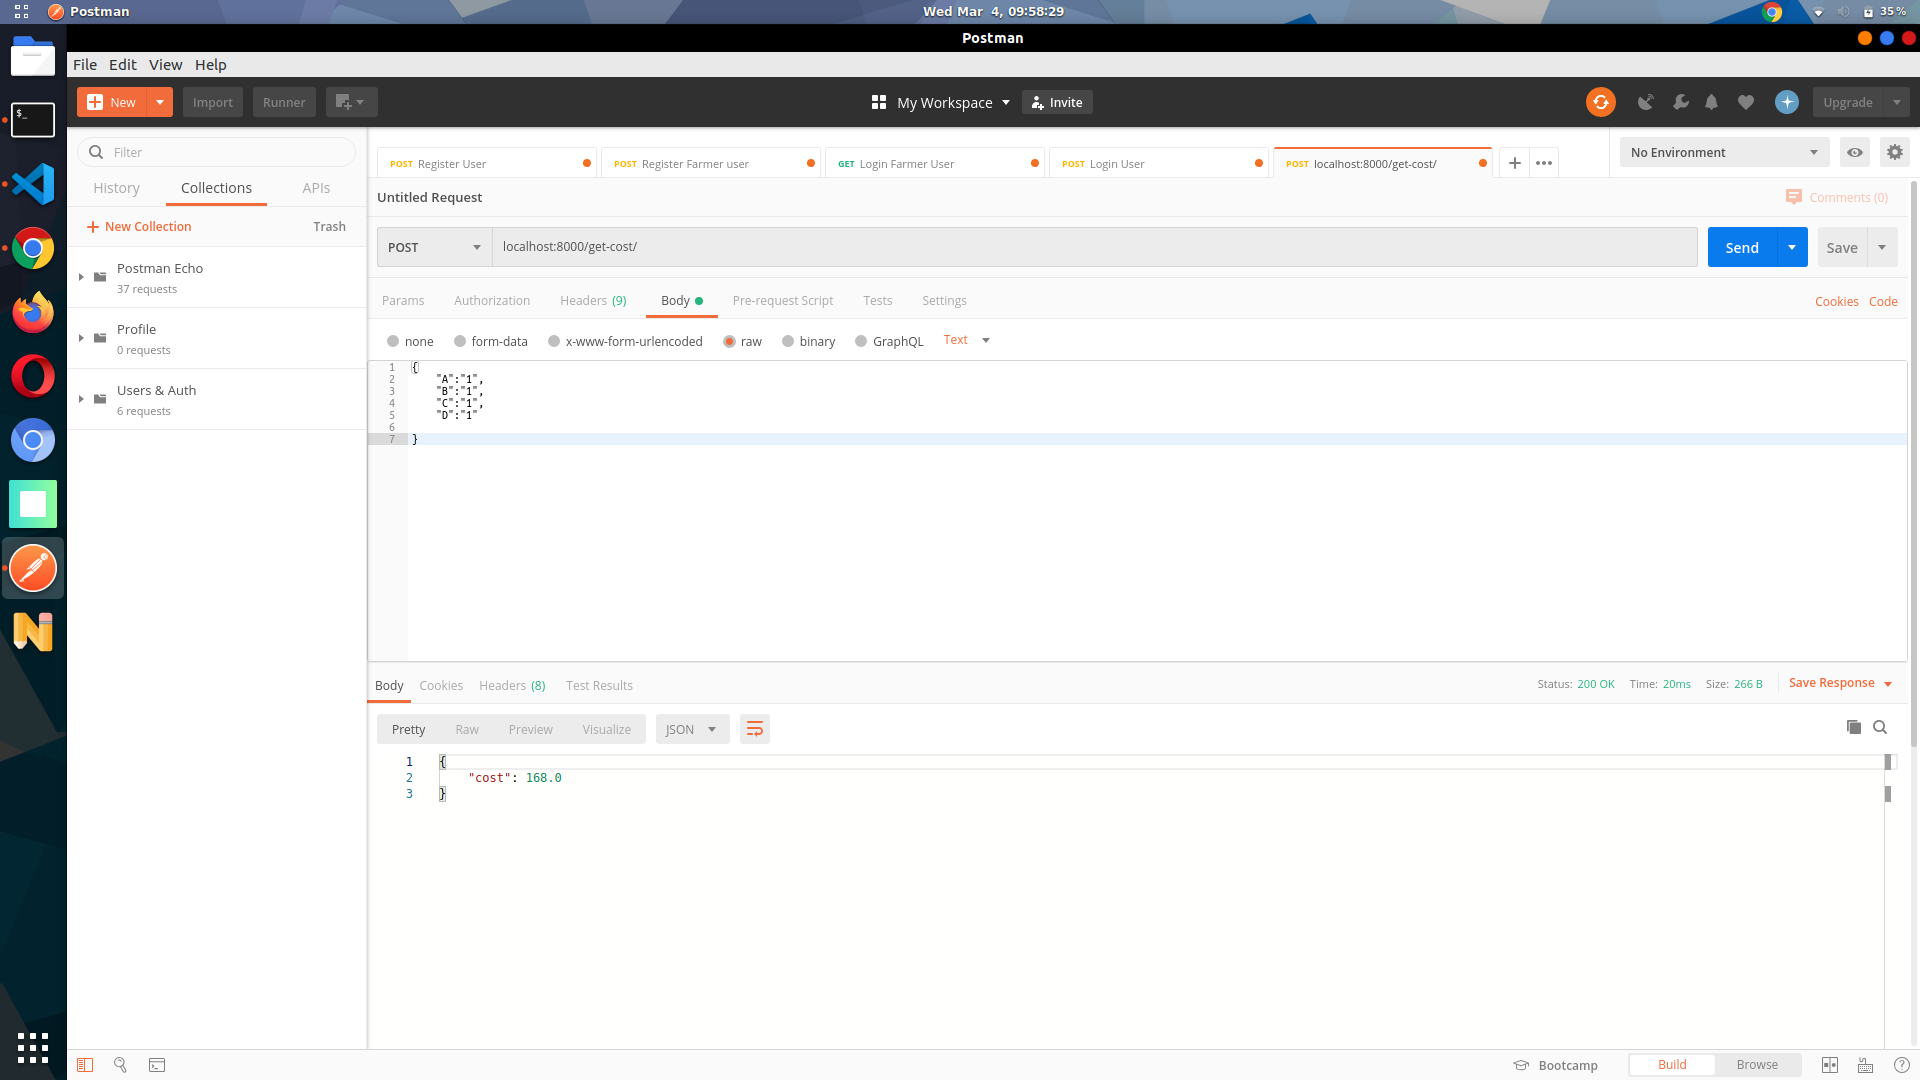 Postman
Wed Mar 4, 09:58:29
35 %
Postman
File Edit View Help
New
Import
Runner
My Workspace
Invite
Upgrade
Filter
History Collections APIs
New Collection
Trash
Postman Echo
37 requests
Profile
0 requests
Users & Auth
6 requests
POST Register User
POST Register Farmer user
GET Login Farmer User
POST Login User
POST localhost:8000/get-cost/
No Environment
Untitled Request
Comments (0)
POST
localhost:8000/get-cost/
Send
Save
Params Authorization Headers (9) Body Pre-request Script Tests Settings
Cookies Code
none form-data x-www-form-urlencoded raw binary GraphQL Text
1 {
2 "A":"1",
3 "B":"1",
4 "C":"1",
5 "D":"1"
6
7 }
Body Cookies Headers (8) Test Results
Status: 200 OK Time: 20ms Size: 266 B
Save Response
Pretty Raw Preview Visualize JSON
1 {
2 "cost": 168.0
3 }
Bootcamp
Build Browse